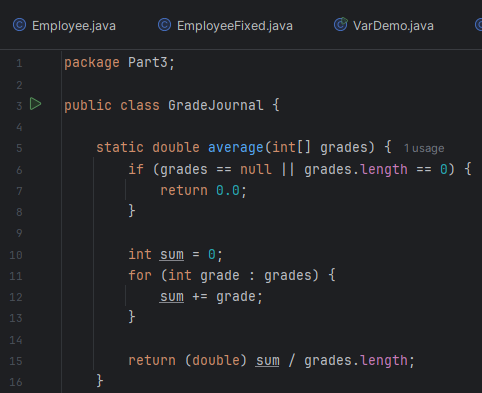 Employee.java EmployeeFixed.java VarDemo.java
1 package Part3;
2
3 public class GradeJournal {
4
5 static double average(int[] grades) { 1 usage
6 if (grades == null || grades.length == 0) {
7 return 0.0;
8 }
9
10 int sum = 0;
11 for (int grade : grades) {
12 sum += grade;
13 }
14
15 return (double) sum / grades.length;
16 }